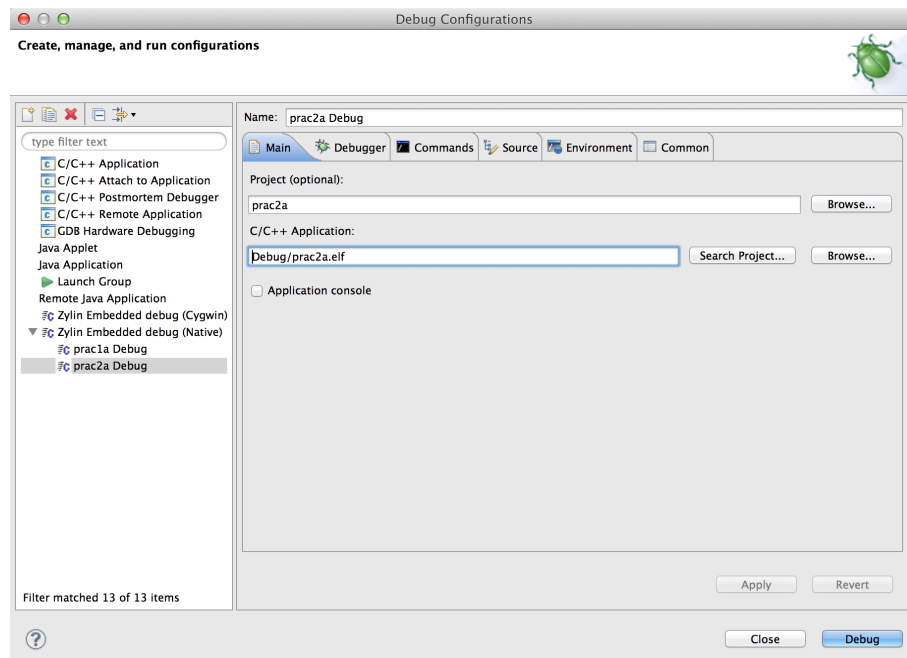 Debug Configurations
Create, manage, and run configurations
type filter text
C/C++ Application
C/C++ Attach to Application
C/C++ Postmortem Debugger
C/C++ Remote Application
GDB Hardware Debugging
Java Applet
Java Application
Launch Group
Remote Java Application
Zylin Embedded debug (Cygwin)
Zylin Embedded debug (Native)
prac1a Debug
prac2a Debug
Filter matched 13 of 13 items
Name: prac2a Debug
Main Debugger Commands Source Environment Common
Project (optional):
prac2a Browse...
C/C++ Application:
Debug/prac2a.elf Search Project... Browse...
Application console
Apply Revert
? Close Debug